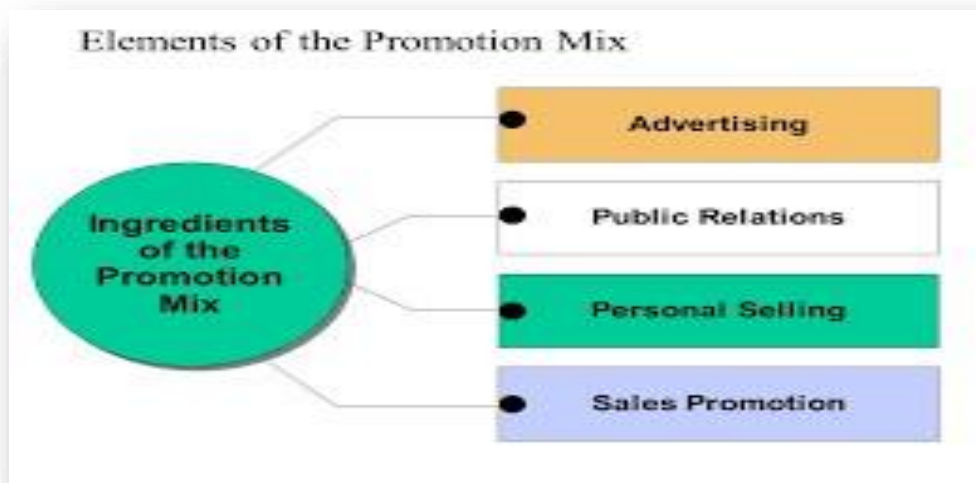 Elements of the Promotion Mix
Advertising
Ingredients
of the
Promotion
Mix
Public Relations
Personal Selling
Sales Promotion